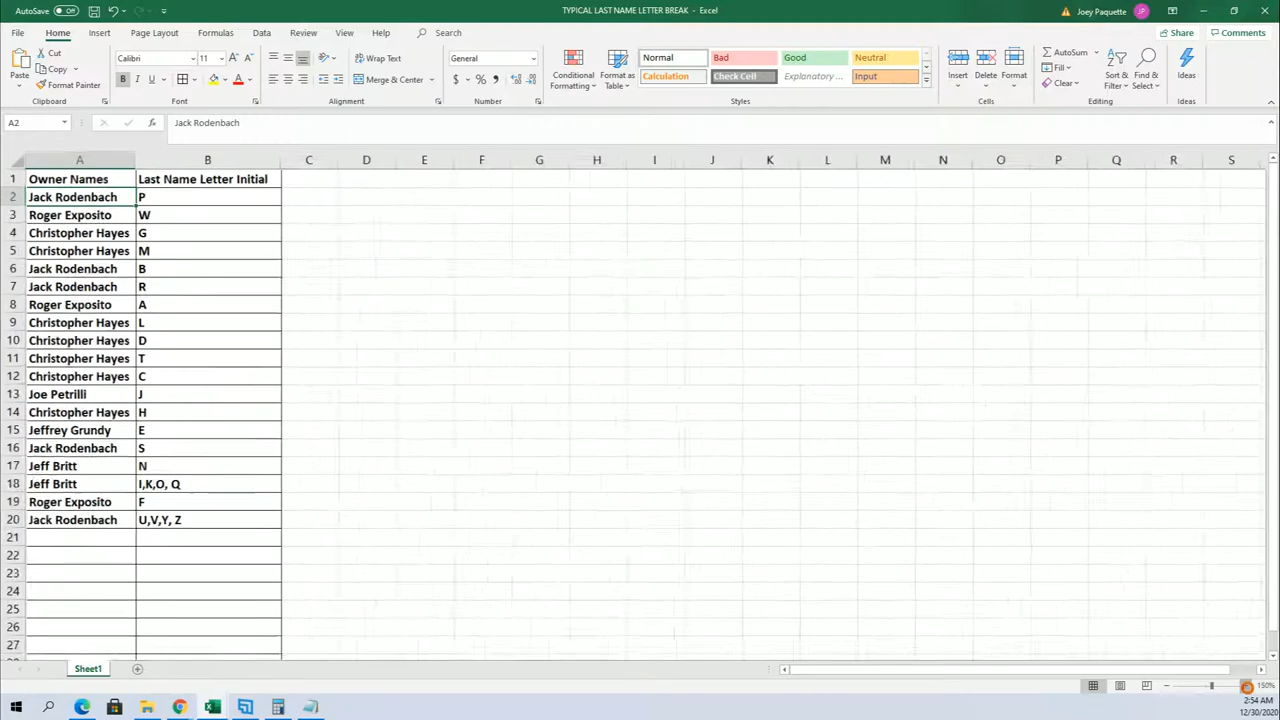 AutoSave Off
TYPICAL LAST NAME LETTER BREAK - Excel
Joey Paquette JP
File Home Insert Page Layout Formulas Data Review View Help Search Share Comments
Paste
Cut
Copy
Format Painter
Clipboard
Calibri 11
B I U
Font
Wrap Text
Merge & Center
Alignment
General
$ % ,
Number
Conditional Formatting
Format as Table
Normal Bad Good Neutral
Calculation Check Cell Explanatory ... Input
Styles
Insert Delete Format
Cells
AutoSum
Fill
Clear
Sort & Filter
Find & Select
Editing
Ideas
Ideas
A2 fx Jack Rodenbach
A B C D E F G H I J K L M N O P Q R S
1 Owner Names Last Name Letter Initial
2 Jack Rodenbach P
3 Roger Exposito W
4 Christopher Hayes G
5 Christopher Hayes M
6 Jack Rodenbach B
7 Jack Rodenbach R
8 Roger Exposito A
9 Christopher Hayes L
10 Christopher Hayes D
11 Christopher Hayes T
12 Christopher Hayes C
13 Joe Petrilli J
14 Christopher Hayes H
15 Jeffrey Grundy E
16 Jack Rodenbach S
17 Jeff Britt N
18 Jeff Britt I,K,O, Q
19 Roger Exposito F
20 Jack Rodenbach U,V,Y, Z
21
22
23
24
25
26
27
Sheet1
150%
2:54 AM
12/30/2020